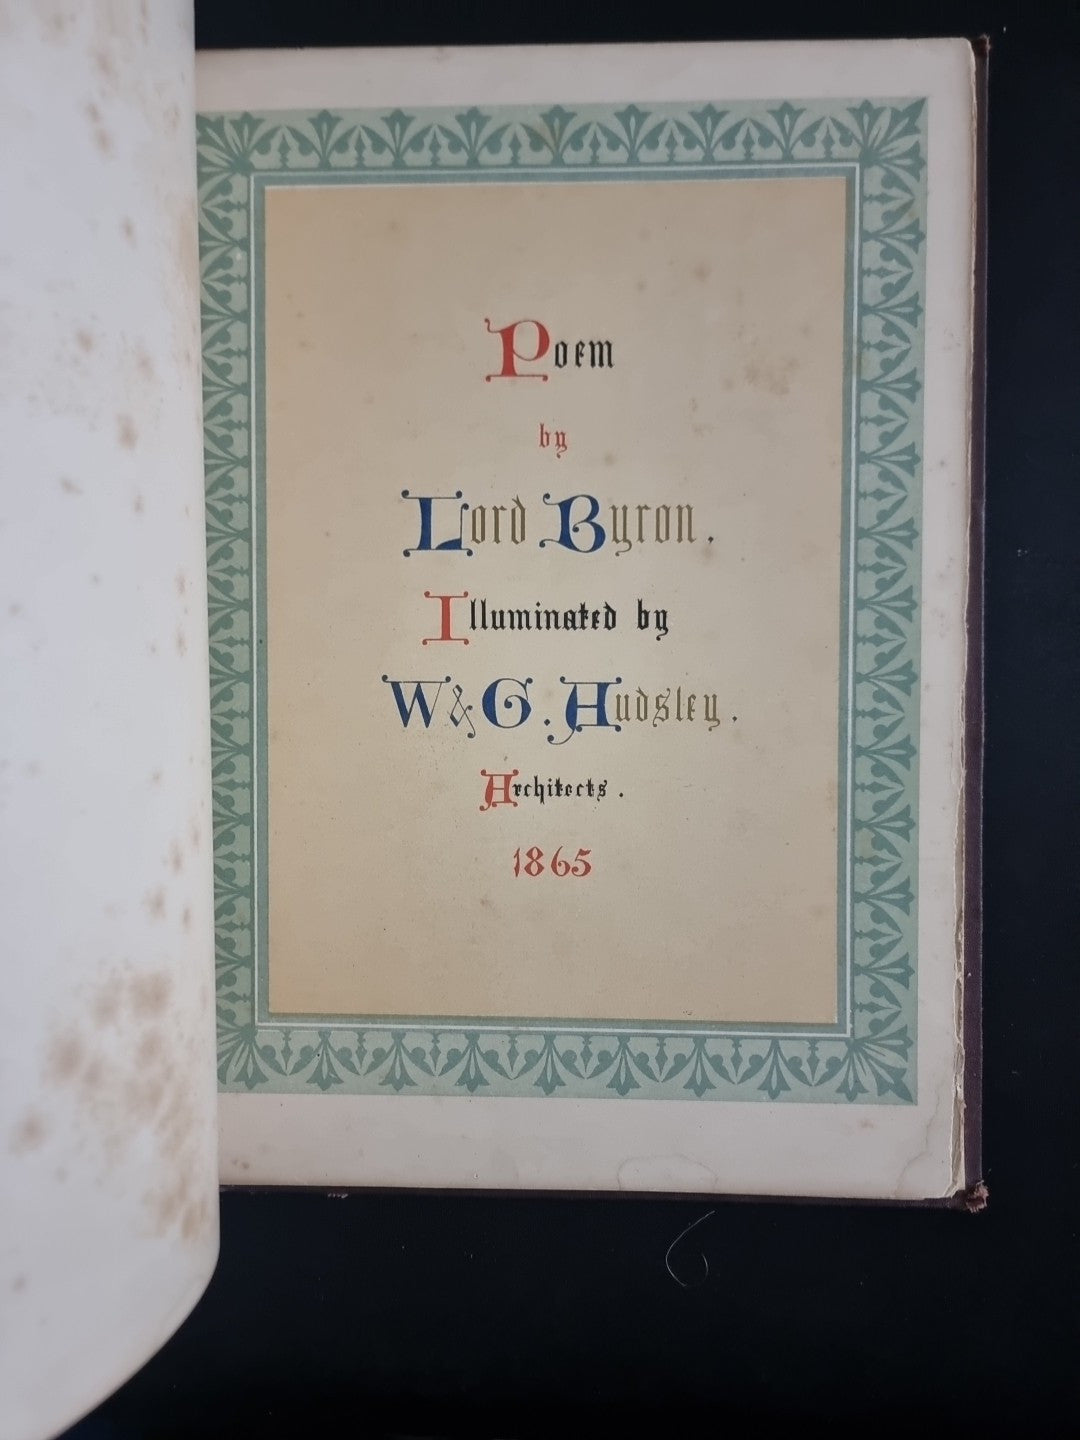 Poem
by
Lord Byron.
Illuminated by
W & G. Audsley.
Architects.
1865